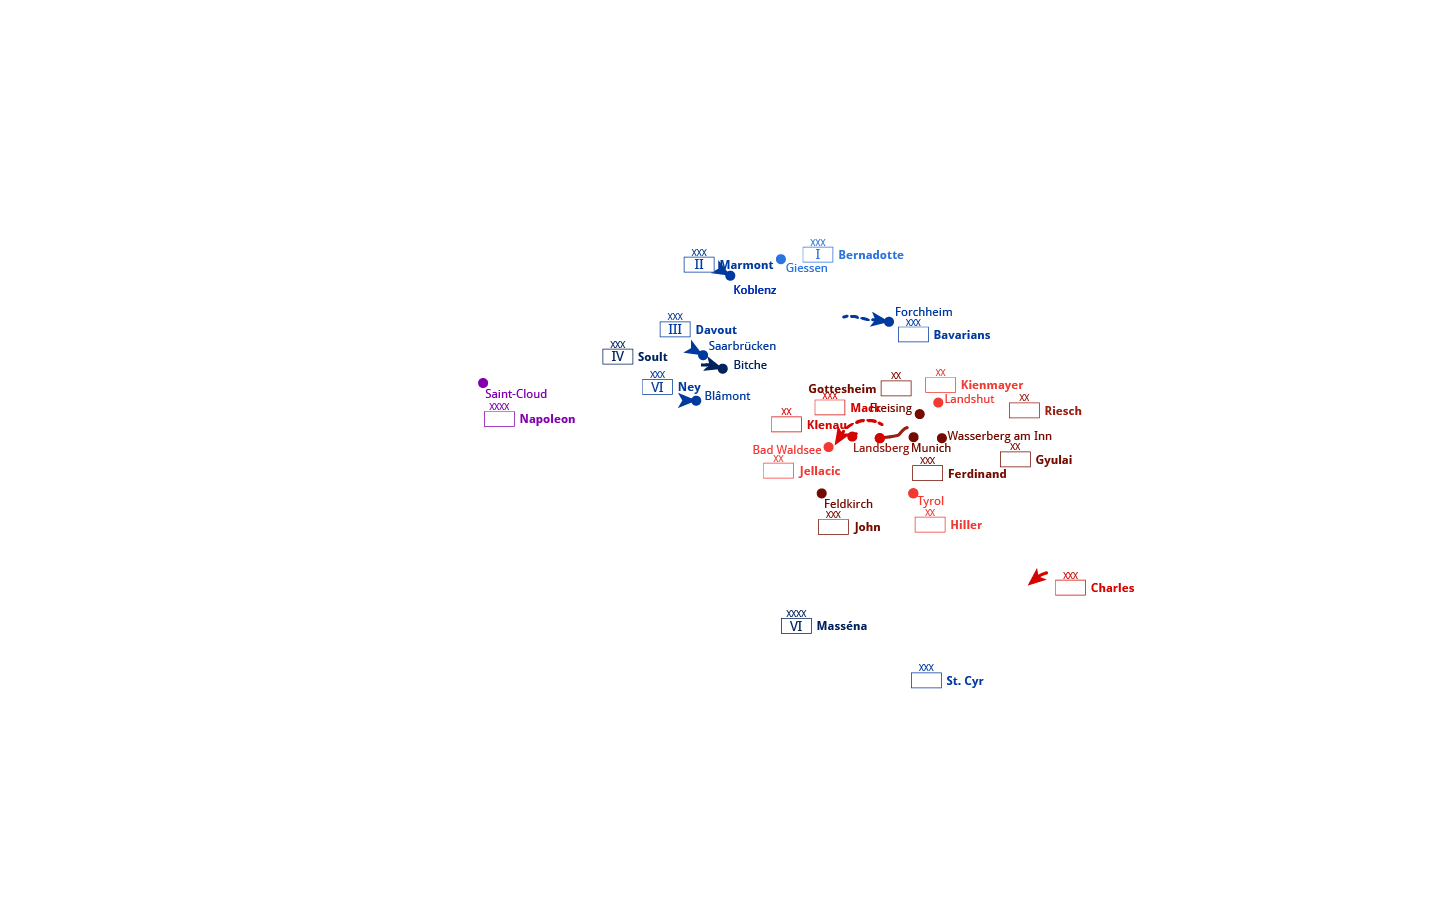 XXX
I
Bernadotte
XXX
II
Marmont
Giessen
Koblenz
Forchheim
XXX
Bavarians
XXX
III
Davout
Saarbrücken
XXX
IV
Soult
Bitche
XXX
VI
Ney
Blâmont
Saint-Cloud
XXXX
Napoleon
XX
Gottesheim
XX
Kienmayer
Landshut
XXX
Mack
Freising
XX
Riesch
XX
Klenau
Bad Waldsee
Landsberg
Munich
Wasserberg am Inn
XX
Jellacic
XXX
Ferdinand
XX
Gyulai
Feldkirch
XXX
John
Tyrol
XX
Hiller
XXX
Charles
XXXX
VI
Masséna
XXX
St. Cyr